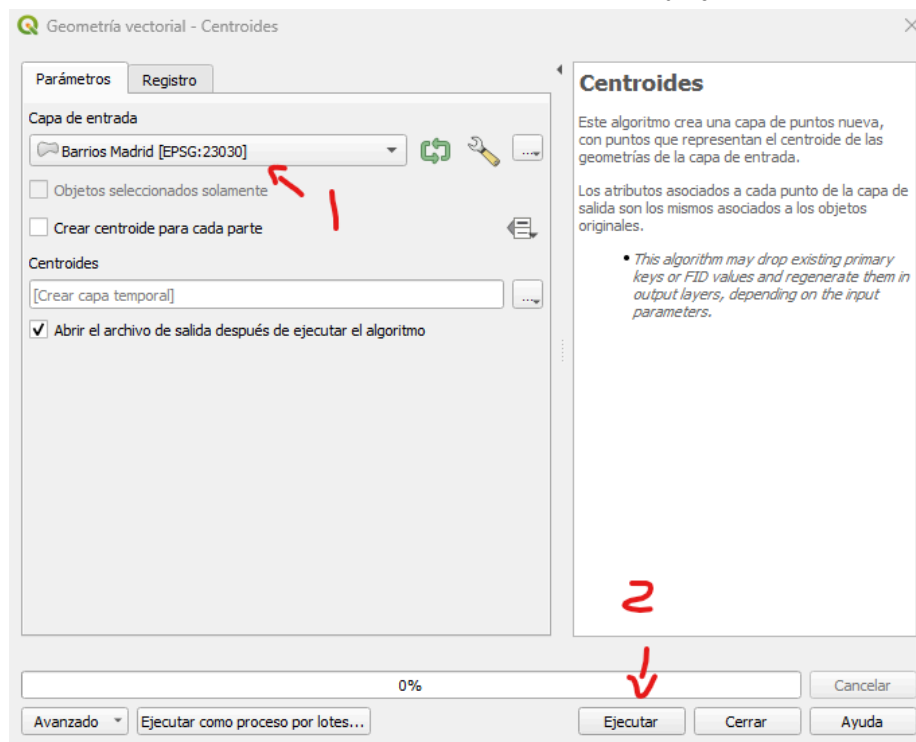 Geometría vectorial - Centroides
Parámetros
Registro
Capa de entrada
Barrios Madrid [EPSG:23030]
...
Objetos seleccionados solamente
1
Crear centroide para cada parte
Centroides
[Crear capa temporal]
...
Abrir el archivo de salida después de ejecutar el algoritmo
Centroides
Este algoritmo crea una capa de puntos nueva,
con puntos que representan el centroide de las
geometrías de la capa de entrada.
Los atributos asociados a cada punto de la capa de
salida son los mismos asociados a los objetos
originales.
• This algorithm may drop existing primary
keys or FID values and regenerate them in
output layers, depending on the input
parameters.
2
0%
Cancelar
Avanzado
Ejecutar como proceso por lotes...
Ejecutar
Cerrar
Ayuda